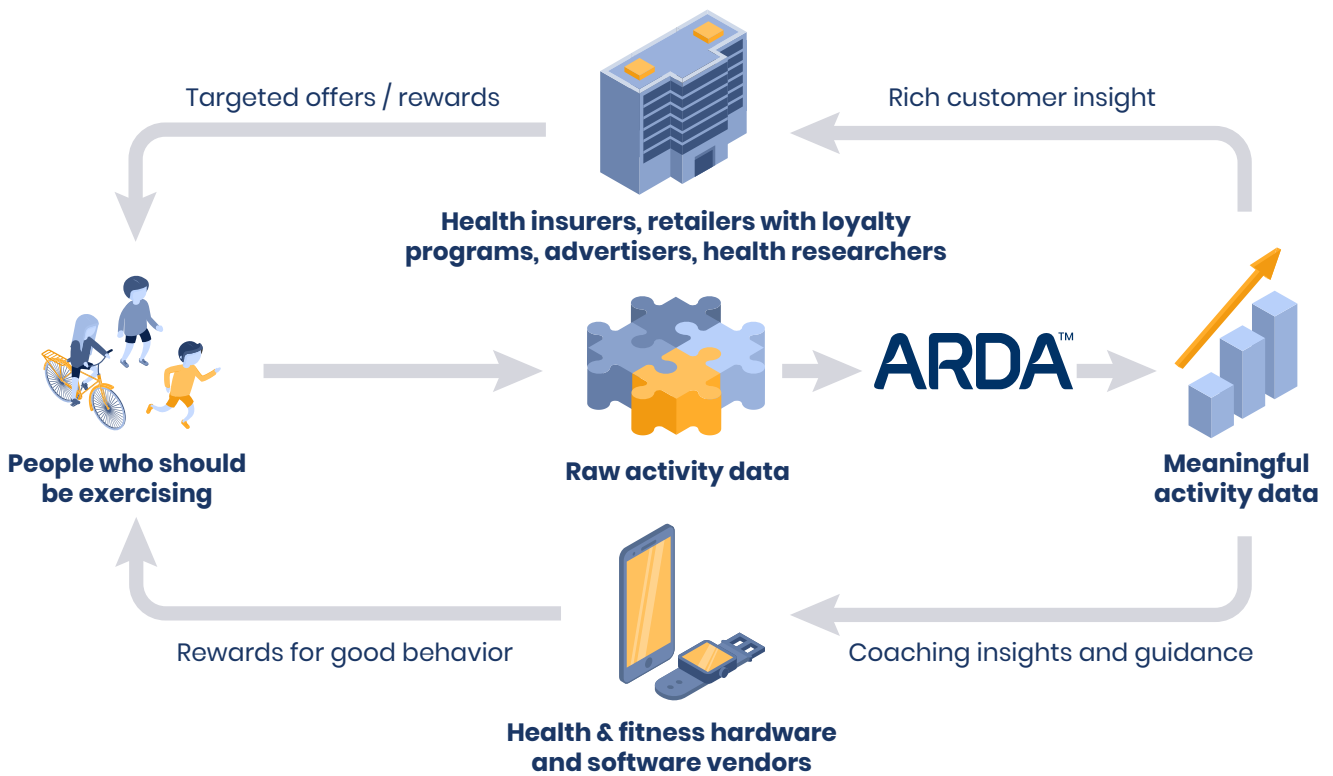 Targeted offers / rewards
Rich customer insight
Health insurers, retailers with loyalty
programs, advertisers, health researchers
ARDA™
People who should
be exercising
Raw activity data
Meaningful
activity data
Rewards for good behavior
Coaching insights and guidance
Health & fitness hardware
and software vendors